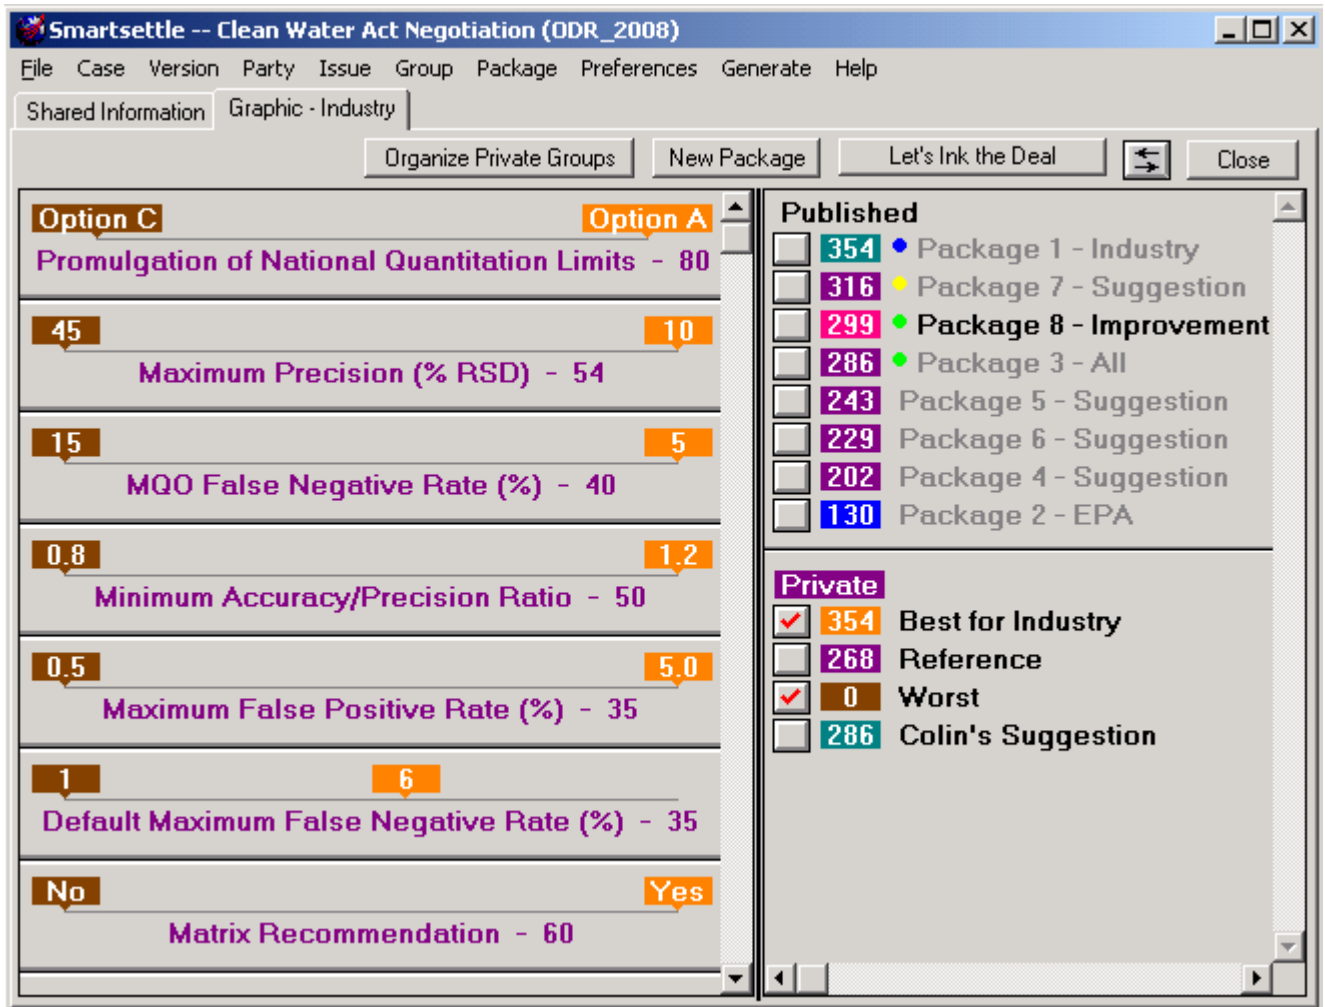 Smartsettle -- Clean Water Act Negotiation (ODR_2008)
File Case Version Party Issue Group Package Preferences Generate Help
Shared Information Graphic - Industry
Organize Private Groups New Package Let's Ink the Deal Close
Option C Option A
Promulgation of National Quantitation Limits - 80
45 10
Maximum Precision (% RSD) - 54
15 5
MQO False Negative Rate (%) - 40
0.8 1.2
Minimum Accuracy/Precision Ratio - 50
0.5 5.0
Maximum False Positive Rate (%) - 35
1 6
Default Maximum False Negative Rate (%) - 35
No Yes
Matrix Recommendation - 60
Published
354 Package 1 - Industry
316 Package 7 - Suggestion
299 Package 8 - Improvement
286 Package 3 - All
243 Package 5 - Suggestion
229 Package 6 - Suggestion
202 Package 4 - Suggestion
130 Package 2 - EPA
Private
354 Best for Industry
268 Reference
0 Worst
286 Colin's Suggestion